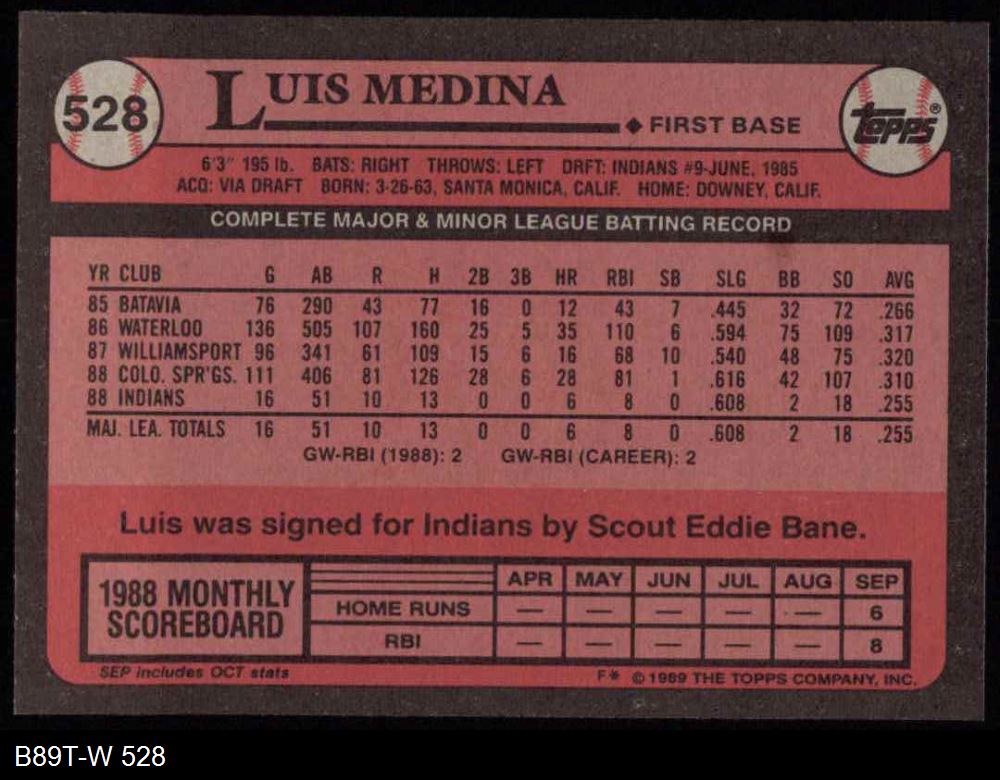 528
LUIS MEDINA
FIRST BASE
Topps®
6'3" 195 lb. BATS: RIGHT THROWS: LEFT DRFT: INDIANS #9-JUNE, 1985
ACQ: VIA DRAFT BORN: 3-26-63, SANTA MONICA, CALIF. HOME: DOWNEY, CALIF.
COMPLETE MAJOR & MINOR LEAGUE BATTING RECORD
YR CLUB G AB R H 2B 3B HR RBI SB SLG BB SO AVG
85 BATAVIA 76 290 43 77 16 0 12 43 7 .445 32 72 .266
86 WATERLOO 136 505 107 160 25 5 35 110 6 .594 75 109 .317
87 WILLIAMSPORT 96 341 61 109 15 6 16 68 10 .540 48 75 .320
88 COLO. SPR'GS. 111 406 81 126 28 6 28 81 1 .616 42 107 .310
88 INDIANS 16 51 10 13 0 0 6 8 0 .608 2 18 .255
MAJ. LEA. TOTALS 16 51 10 13 0 0 6 8 0 .608 2 18 .255
GW-RBI (1988): 2 GW-RBI (CAREER): 2
Luis was signed for Indians by Scout Eddie Bane.
1988 MONTHLY
SCOREBOARD
APR MAY JUN JUL AUG SEP
HOME RUNS — — — — — 6
RBI — — — — — 8
SEP includes OCT stats
F* © 1989 THE TOPPS COMPANY, INC.
B89T-W 528